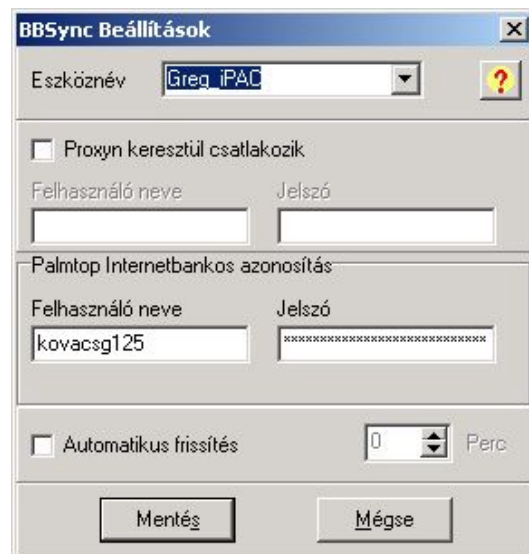 BBSync Beállítások
Eszköznév Greg_iPAC ?
Proxyn keresztül csatlakozik
Felhasználó neve Jelszó
Palmtop Internetbankos azonosítás
Felhasználó neve Jelszó
kovacsg125 ****************************
Automatikus frissítés 0 Perc
Mentés Mégse